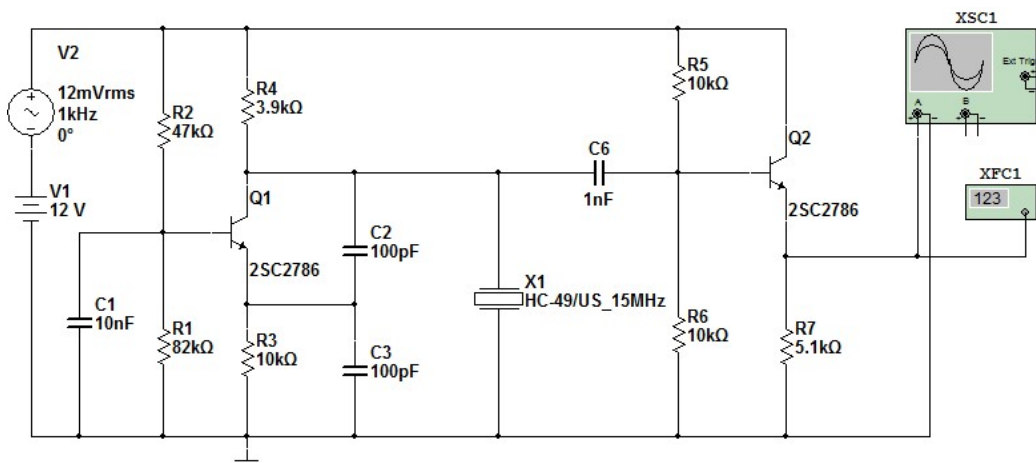 XSC1
Ext Trig
A
B
V2
12mVrms
1kHz
0°
V1
12 V
R2
47kΩ
R4
3.9kΩ
R5
10kΩ
Q1
2SC2786
C6
1nF
Q2
2SC2786
XFC1
123
C1
10nF
R1
82kΩ
R3
10kΩ
C2
100pF
C3
100pF
X1
HC-49/US_15MHz
R6
10kΩ
R7
5.1kΩ